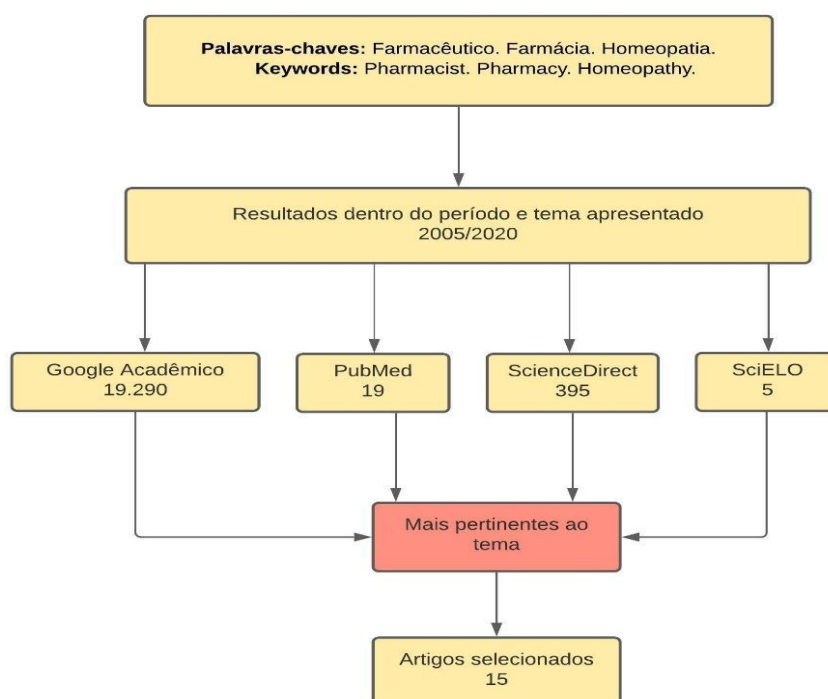 Palavras-chaves: Farmacêutico. Farmácia. Homeopatia.
Keywords: Pharmacist. Pharmacy. Homeopathy.
Resultados dentro do período e tema apresentado
2005/2020
Google Acadêmico
19.290
PubMed
19
ScienceDirect
395
SciELO
5
Mais pertinentes ao
tema
Artigos selecionados
15